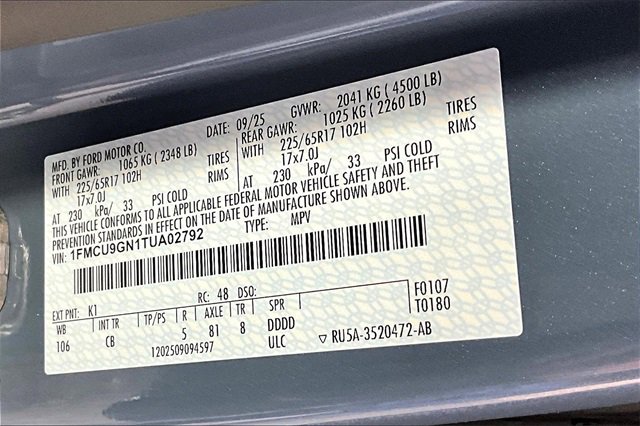 MFD. BY FORD MOTOR CO. DATE: 09/25 GVWR: 2041 KG ( 4500 LB)
FRONT GAWR: 1065 KG ( 2348 LB) REAR GAWR: 1025 KG ( 2260 LB)
WITH 225/65R17 102H TIRES WITH 225/65R17 102H TIRES
17x7.0J RIMS 17x7.0J RIMS
AT 230 kPa/ 33 PSI COLD AT 230 kPa/ 33 PSI COLD
THIS VEHICLE CONFORMS TO ALL APPLICABLE FEDERAL MOTOR VEHICLE SAFETY AND THEFT
PREVENTION STANDARDS IN EFFECT ON THE DATE OF MANUFACTURE SHOWN ABOVE.
VIN: 1FMCU9GN1TUA02792 TYPE: MPV
EXT PNT: K1 RC: 48 DSO: F0107
WB INT TR TP/PS R AXLE TR SPR T0180
106 CB 5 81 8 DDDD
1202509094597 ULC ▽ RU5A-3520472-AB